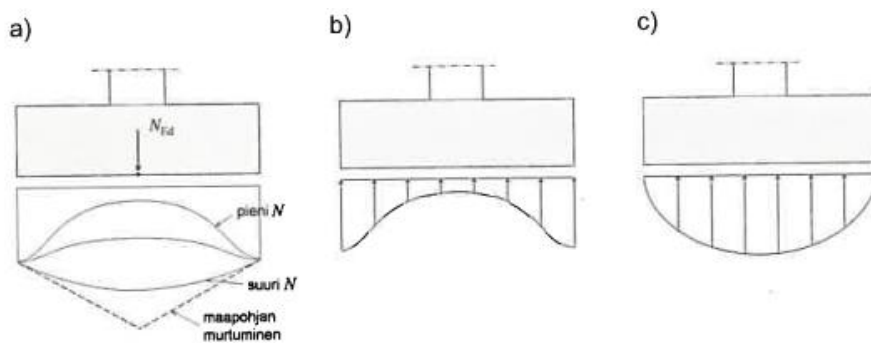 a)
b)
c)
N_Ed
pieni N
suuri N
maapohjan
murtuminen